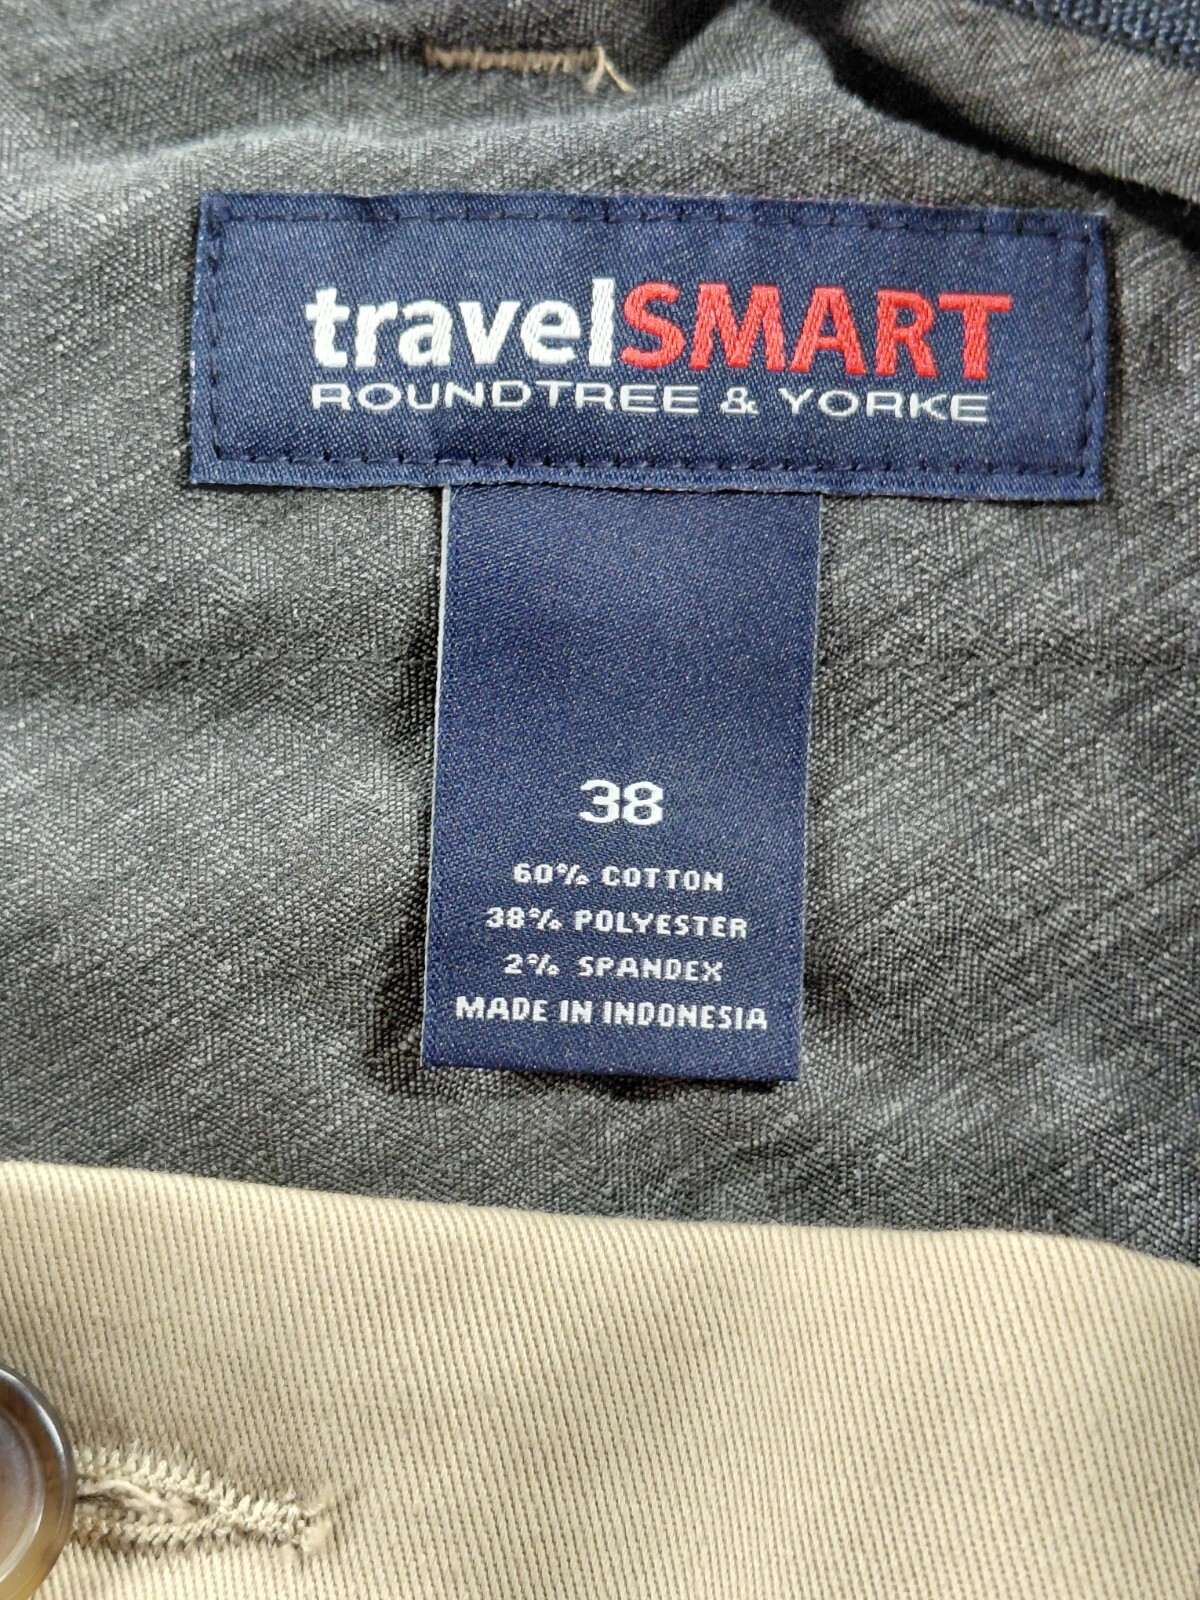 travelSMART
ROUNDTREE & YORKE
38
60% COTTON
38% POLYESTER
2% SPANDEX
MADE IN INDONESIA